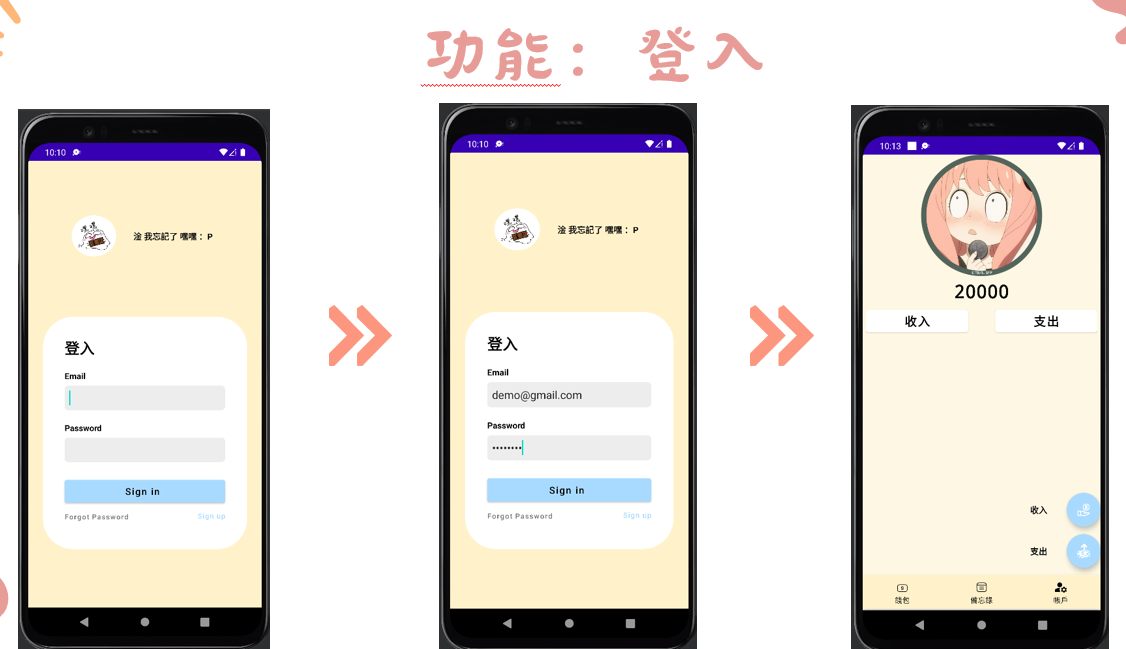 功能： 登入
10:10
淦 我忘記了 嘿嘿： P
登入
Email
Password
Sign in
Forgot Password
Sign up
10:10
淦 我忘記了 嘿嘿： P
登入
Email
demo@gmail.com
Password
••••••••
Sign in
Forgot Password
Sign up
10:13
20000
收入
支出
收入
支出
錢包
備忘錄
帳戶